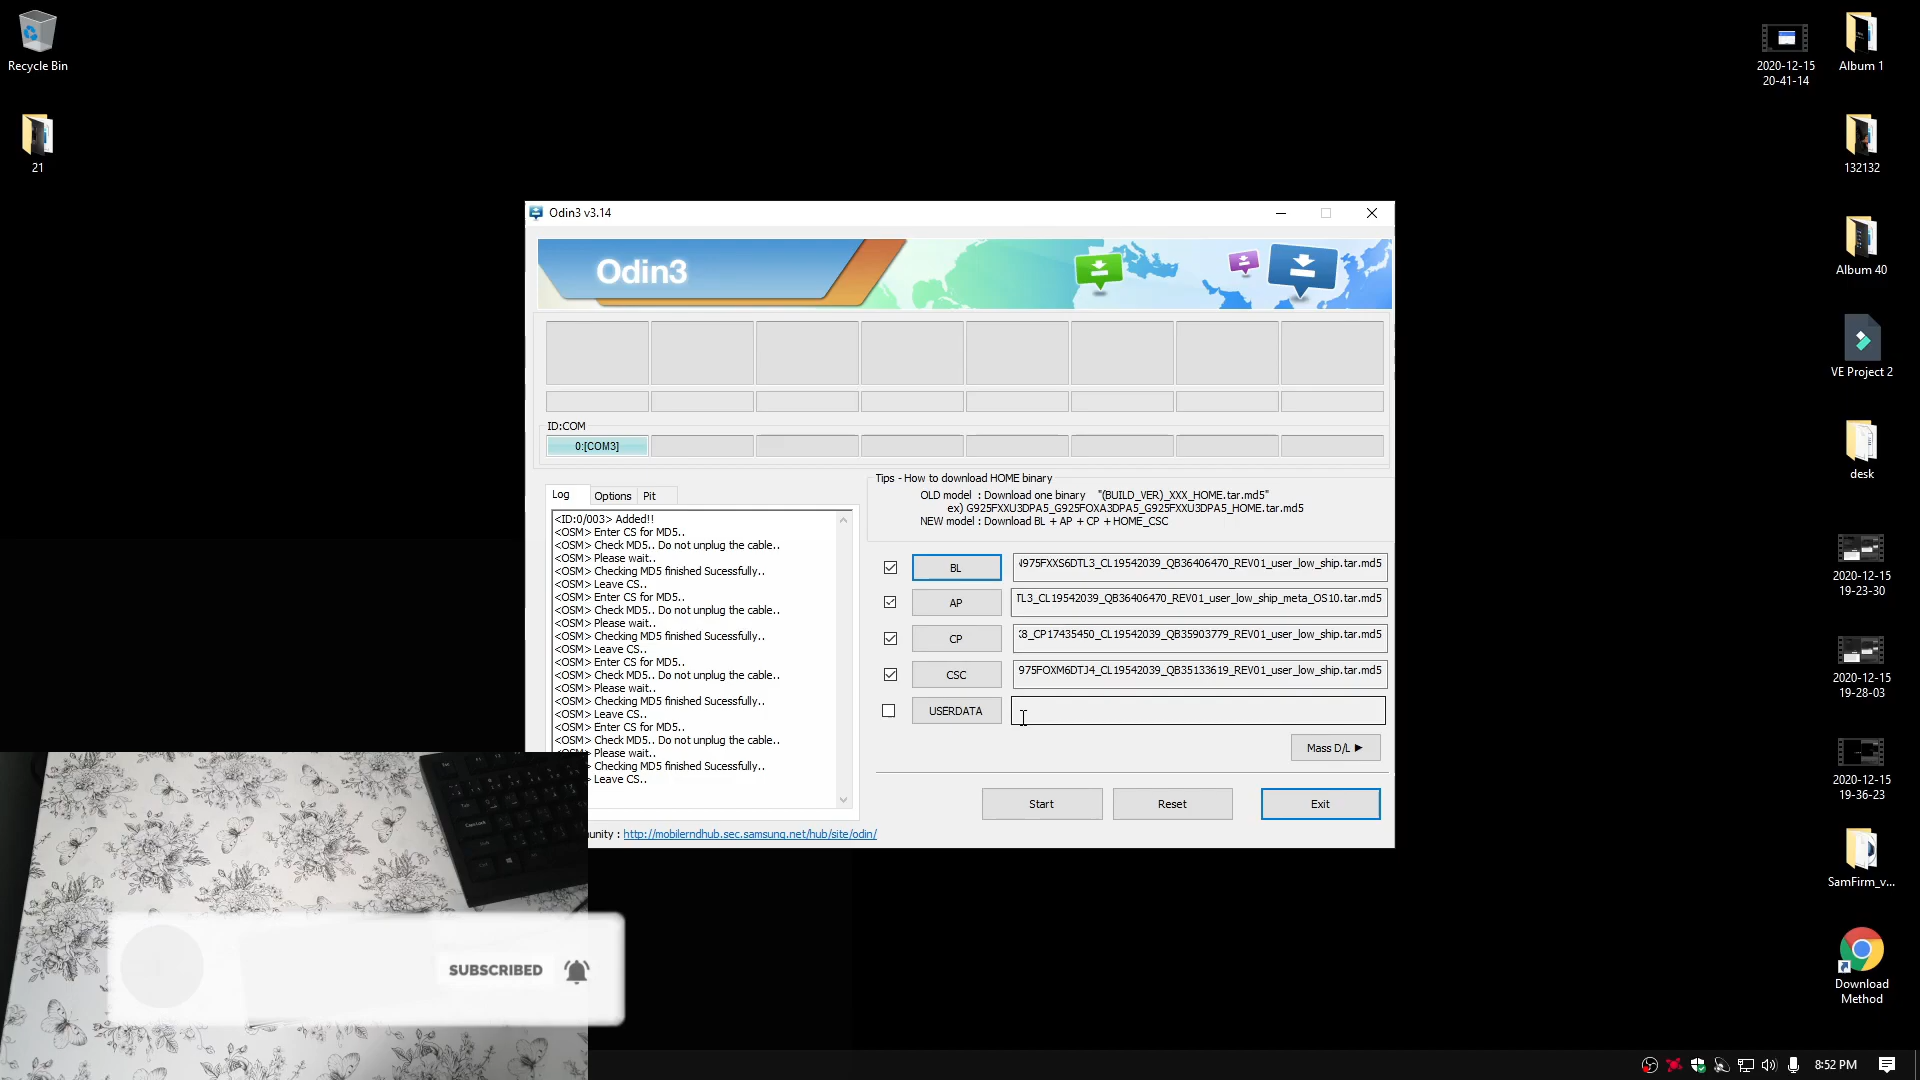 Recycle Bin
21
2020-12-15
20-41-14
Album 1
132132
Album 40
VE Project 2
desk
2020-12-15
19-23-30
2020-12-15
19-28-03
2020-12-15
19-36-23
SamFirm_v...
Download
Method
Odin3 v3.14
Odin3
ID:COM
0:[COM3]
Log
Options
Pit
<ID:0/003> Added!!
<OSM> Enter CS for MD5..
<OSM> Check MD5.. Do not unplug the cable..
<OSM> Please wait..
<OSM> Checking MD5 finished Sucessfully..
<OSM> Leave CS..
<OSM> Enter CS for MD5..
<OSM> Check MD5.. Do not unplug the cable..
<OSM> Please wait..
<OSM> Checking MD5 finished Sucessfully..
<OSM> Leave CS..
<OSM> Enter CS for MD5..
<OSM> Check MD5.. Do not unplug the cable..
<OSM> Please wait..
<OSM> Checking MD5 finished Sucessfully..
<OSM> Leave CS..
<OSM> Enter CS for MD5..
<OSM> Check MD5.. Do not unplug the cable..
Please wait..
> Checking MD5 finished Sucessfully..
> Leave CS..
unity : http://mobilerndhub.sec.samsung.net/hub/site/odin/
Tips - How to download HOME binary
OLD model : Download one binary "(BUILD_VER)_XXX_HOME.tar.md5"
ex) G925FXXU3DPA5_G925FOXA3DPA5_G925FXXU3DPA5_HOME.tar.md5
NEW model : Download BL + AP + CP + HOME_CSC
BL
975FXXS6DTL3_CL19542039_QB36406470_REV01_user_low_ship.tar.md5
AP
TL3_CL19542039_QB36406470_REV01_user_low_ship_meta_OS10.tar.md5
CP
8_CP17435450_CL19542039_QB35903779_REV01_user_low_ship.tar.md5
CSC
975FOXM6DTJ4_CL19542039_QB35133619_REV01_user_low_ship.tar.md5
USERDATA
Mass D/L
Start
Reset
Exit
SUBSCRIBED
8:52 PM